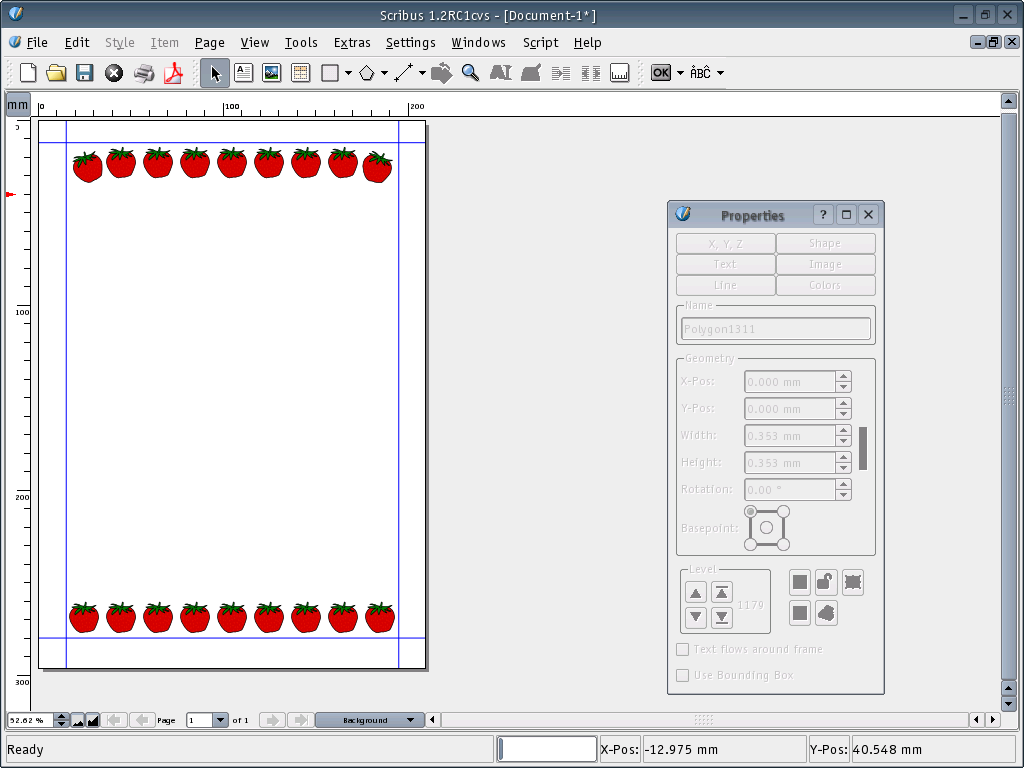 Scribus 1.2RC1cvs - [Document-1*]
File Edit Style Item Page View Tools Extras Settings Windows Script Help
OK ABC
mm 0 100 200
0
100
200
300
Properties ?
X, Y, Z Shape
Text Image
Line Colors
Name
Polygon1311
Geometry
X-Pos: 0.000 mm
Y-Pos: 0.000 mm
Width: 0.353 mm
Height: 0.353 mm
Rotation: 0.00 °
Basepoint:
Level
1179
Text flows around frame
Use Bounding Box
52.62 % Page 1 of 1 Background
Ready X-Pos: -12.975 mm Y-Pos: 40.548 mm